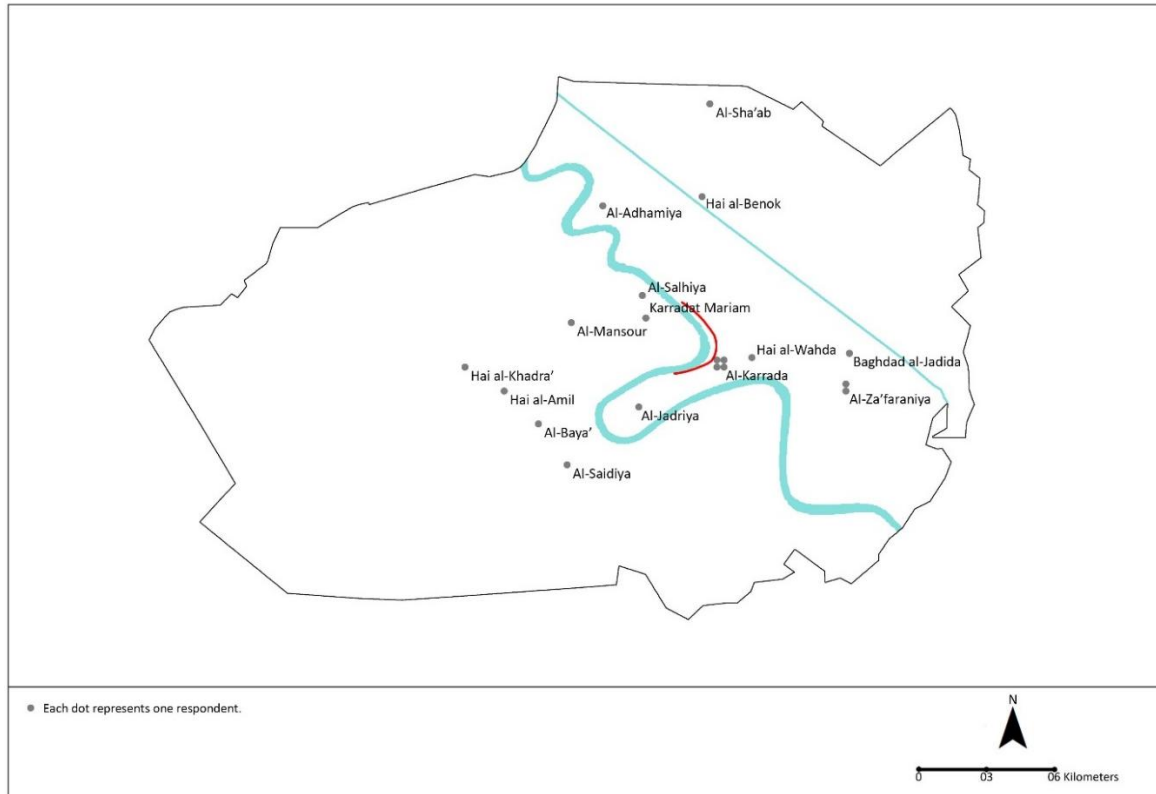 Al-Sha'ab
Hai al-Benok
Al-Adhamiya
Al-Salhiya
Karradat Mariam
Al-Mansour
Hai al-Wahda
Baghdad al-Jadida
Al-Karrada
Hai al-Khadra’
Al-Za’faraniya
Hai al-Amil
Al-Jadriya
Al-Baya’
Al-Saidiya
Each dot represents one respondent.
N
0 03 06 Kilometers